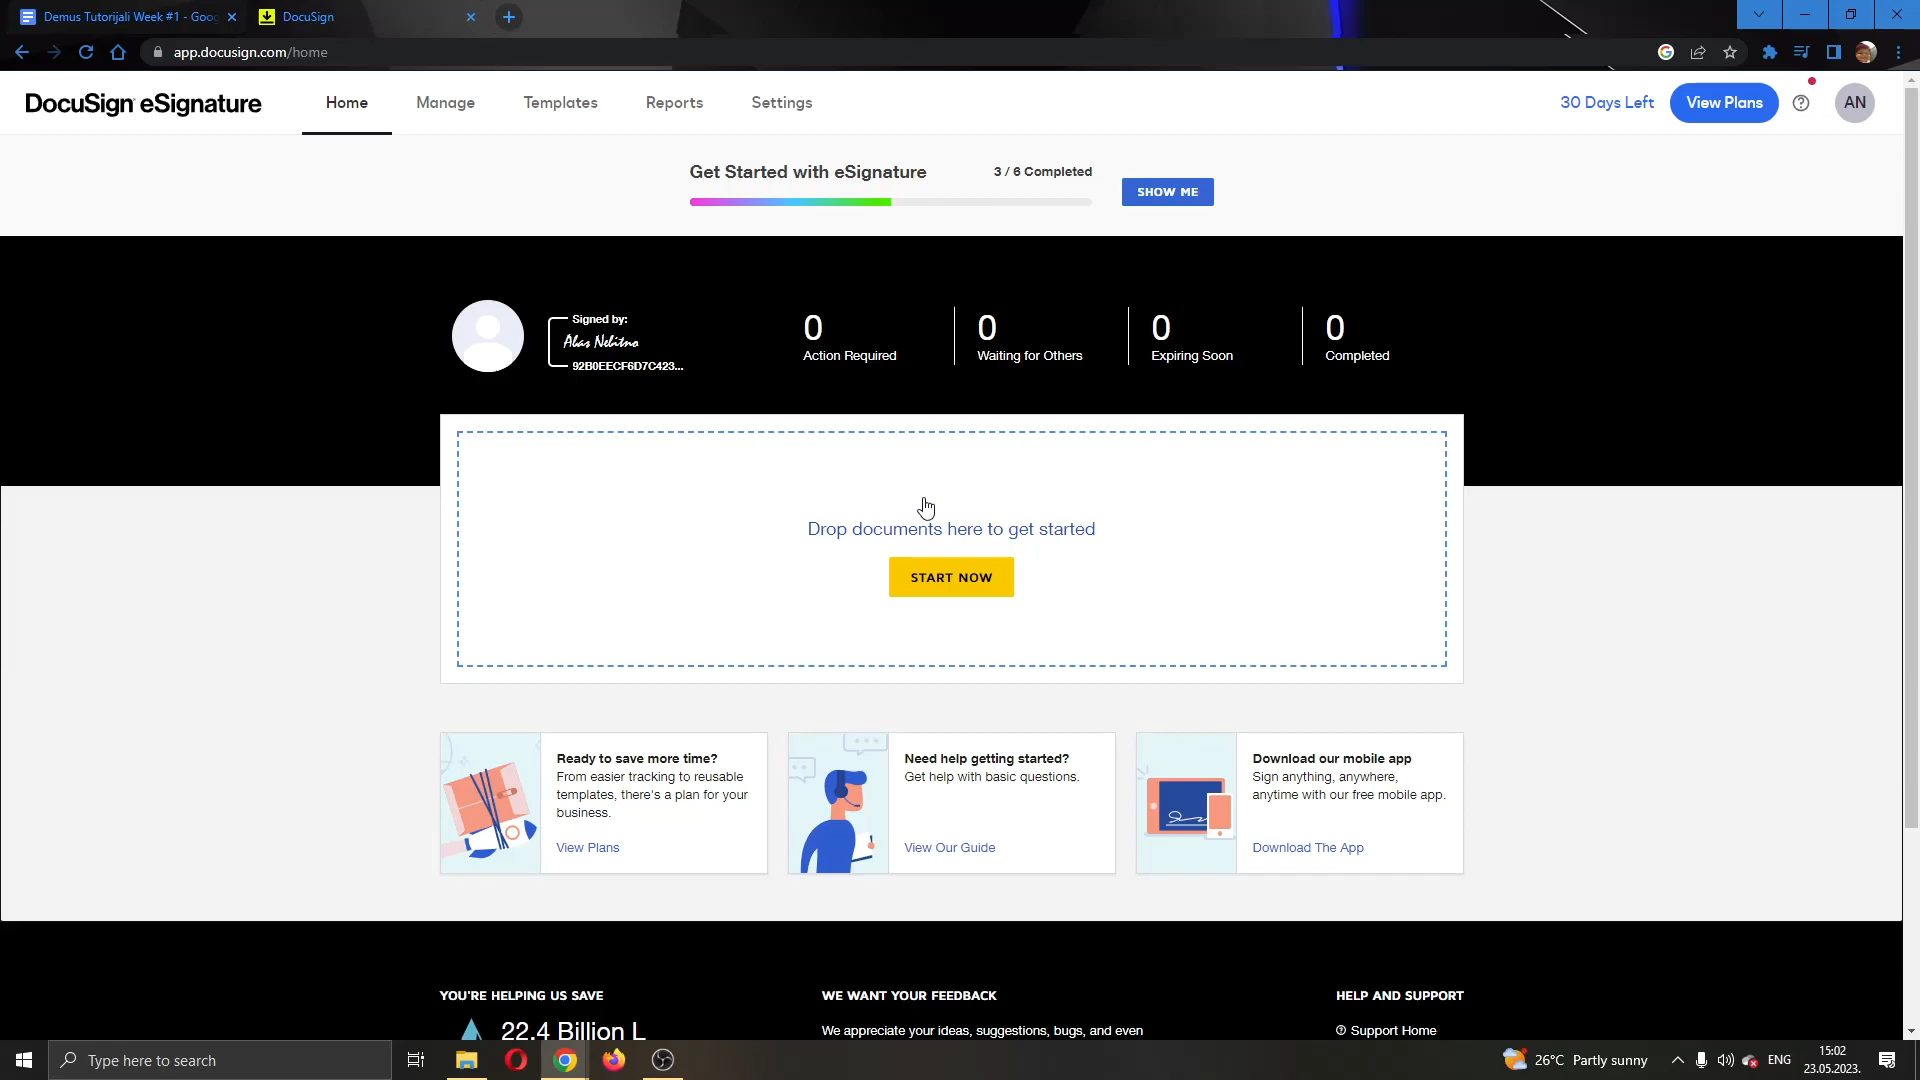 Demus Tutorijali Week #1 - Goog
DocuSign
app.docusign.com/home
DocuSign eSignature
Home
Manage
Templates
Reports
Settings
30 Days Left
View Plans
AN
Get Started with eSignature
3 / 6 Completed
SHOW ME
Signed by:
Abas Nebitno
92B0EECF6D7C423...
0
Action Required
0
Waiting for Others
0
Expiring Soon
0
Completed
Drop documents here to get started
START NOW
Ready to save more time?
From easier tracking to reusable
templates, there's a plan for your
business.
View Plans
Need help getting started?
Get help with basic questions.
View Our Guide
Download our mobile app
Sign anything, anywhere,
anytime with our free mobile app.
Download The App
YOU'RE HELPING US SAVE
22.4 Billion L
WE WANT YOUR FEEDBACK
We appreciate your ideas, suggestions, bugs, and even
HELP AND SUPPORT
Support Home
Type here to search
26°C Partly sunny
ENG
15:02
23.05.2023.